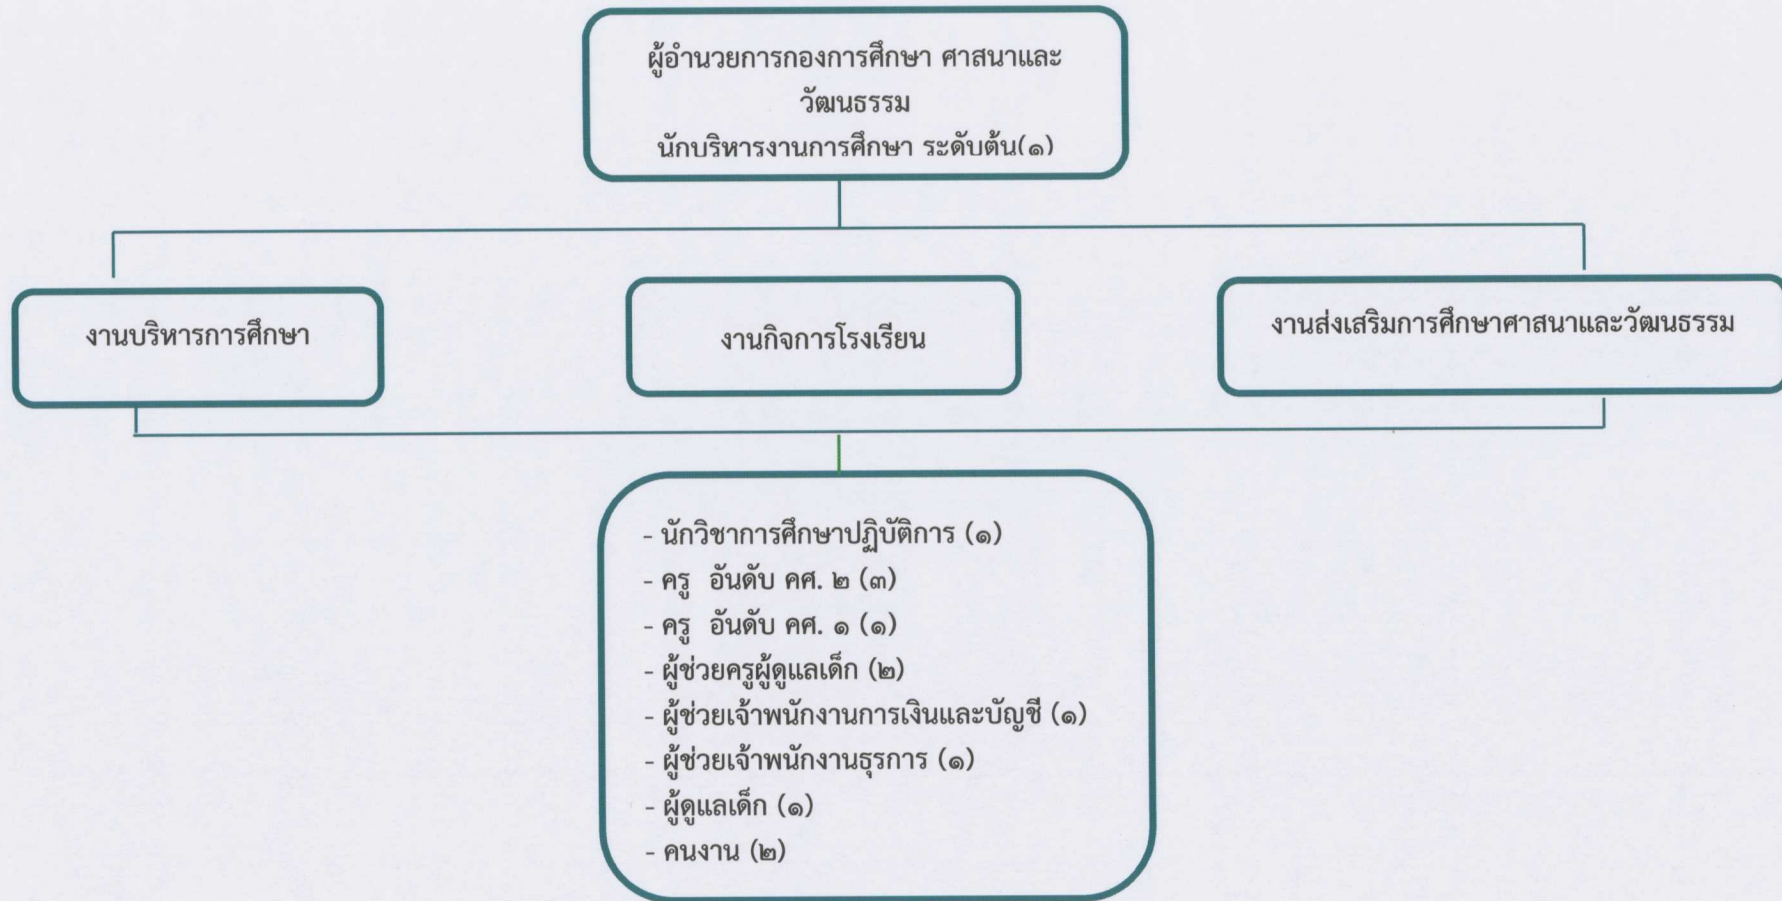 ผู้อำนวยการกองการศึกษา ศาสนาและ
วัฒนธรรม
นักบริหารงานการศึกษา ระดับต้น(๑)
งานบริหารการศึกษา
งานกิจการโรงเรียน
งานส่งเสริมการศึกษาศาสนาและวัฒนธรรม
- นักวิชาการศึกษาปฏิบัติการ (๑)
- ครู อันดับ คศ. ๒ (๓)
- ครู อันดับ คศ. ๑ (๑)
- ผู้ช่วยครูผู้ดูแลเด็ก (๒)
- ผู้ช่วยเจ้าพนักงานการเงินและบัญชี (๑)
- ผู้ช่วยเจ้าพนักงานธุรการ (๑)
- ผู้ดูแลเด็ก (๑)
- คนงาน (๒)